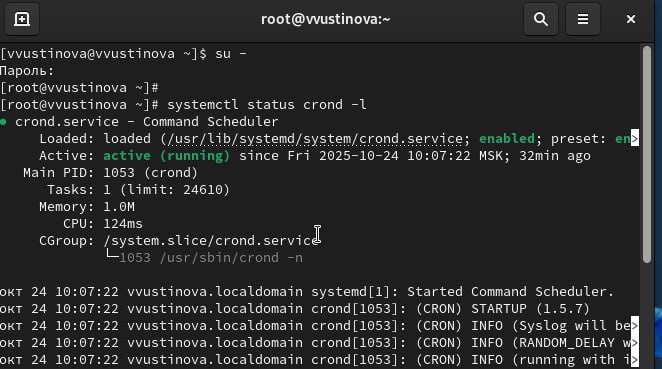 root@vvustinova:~
[vvustinova@vvustinova ~]$ su -
Пароль:
[root@vvustinova ~]#
[root@vvustinova ~]# systemctl status crond -l
● crond.service - Command Scheduler
Loaded: loaded (/usr/lib/systemd/system/crond.service; enabled; preset: en>
Active: active (running) since Fri 2025-10-24 10:07:22 MSK; 32min ago
Main PID: 1053 (crond)
Tasks: 1 (limit: 24610)
Memory: 1.0M
CPU: 124ms
CGroup: /system.slice/crond.service
└─1053 /usr/sbin/crond -n
окт 24 10:07:22 vvustinova.localdomain systemd[1]: Started Command Scheduler.
окт 24 10:07:22 vvustinova.localdomain crond[1053]: (CRON) STARTUP (1.5.7)
окт 24 10:07:22 vvustinova.localdomain crond[1053]: (CRON) INFO (Syslog will be>
окт 24 10:07:22 vvustinova.localdomain crond[1053]: (CRON) INFO (RANDOM_DELAY w>
окт 24 10:07:22 vvustinova.localdomain crond[1053]: (CRON) INFO (running with i>